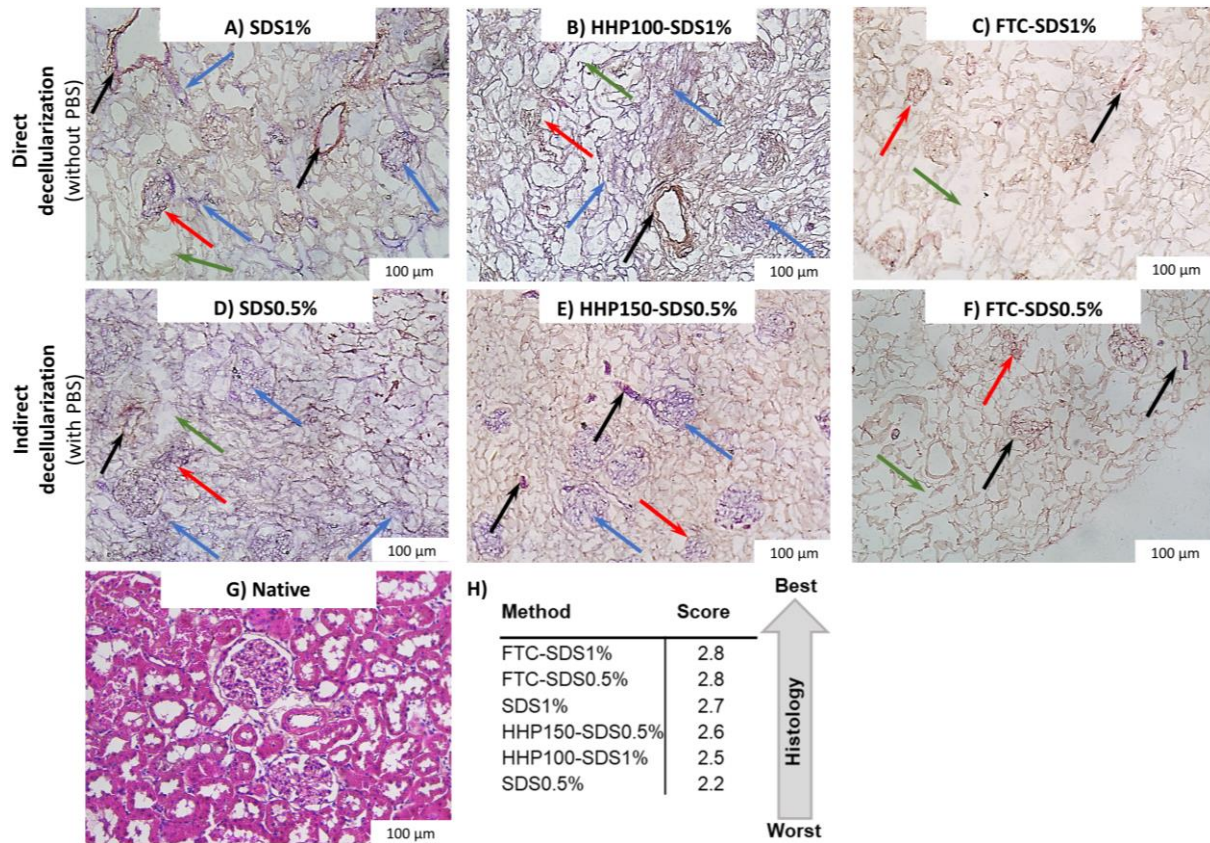 Direct
decellularization
(without PBS)
A) SDS1%
100 µm
B) HHP100-SDS1%
100 µm
C) FTC-SDS1%
100 µm
Indirect
decellularization
(with PBS)
D) SDS0.5%
100 µm
E) HHP150-SDS0.5%
100 µm
F) FTC-SDS0.5%
100 µm
G) Native
100 µm
H)
Method Score
FTC-SDS1% 2.8
FTC-SDS0.5% 2.8
SDS1% 2.7
HHP150-SDS0.5% 2.6
HHP100-SDS1% 2.5
SDS0.5% 2.2
Best
Histology
Worst